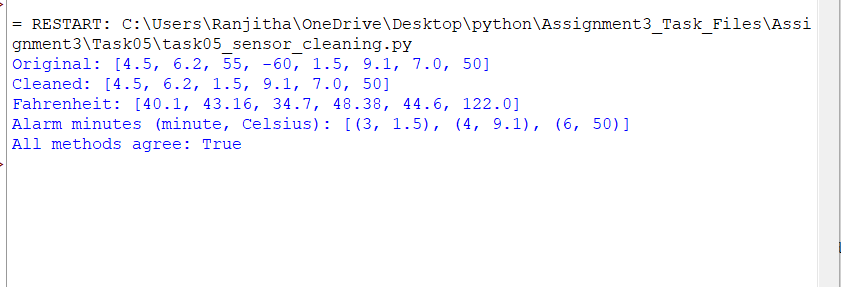 = RESTART: C:\Users\Ranjitha\OneDrive\Desktop\python\Assignment3_Task_Files\Assi
gnment3\Task05\task05_sensor_cleaning.py
Original: [4.5, 6.2, 55, -60, 1.5, 9.1, 7.0, 50]
Cleaned: [4.5, 6.2, 1.5, 9.1, 7.0, 50]
Fahrenheit: [40.1, 43.16, 34.7, 48.38, 44.6, 122.0]
Alarm minutes (minute, Celsius): [(3, 1.5), (4, 9.1), (6, 50)]
All methods agree: True